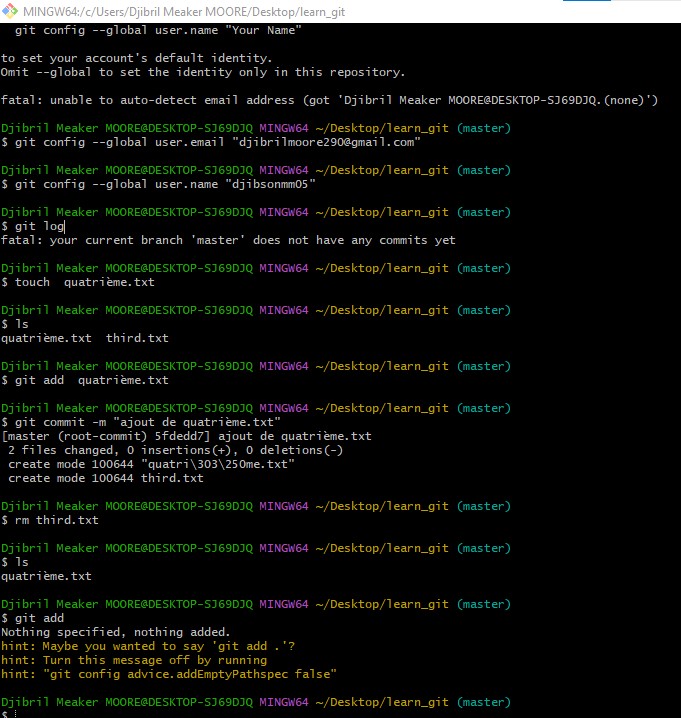 MINGW64:/c/Users/Djibril Meaker MOORE/Desktop/learn_git
git config --global user.name "Your Name"
to set your account's default identity.
Omit --global to set the identity only in this repository.
fatal: unable to auto-detect email address (got 'Djibril Meaker MOORE@DESKTOP-SJ69DJQ.(none)')
Djibril Meaker MOORE@DESKTOP-SJ69DJQ MINGW64 ~/Desktop/learn_git (master)
$ git config --global user.email "djibrilmoore290@gmail.com"
Djibril Meaker MOORE@DESKTOP-SJ69DJQ MINGW64 ~/Desktop/learn_git (master)
$ git config --global user.name "djibsonmm05"
Djibril Meaker MOORE@DESKTOP-SJ69DJQ MINGW64 ~/Desktop/learn_git (master)
$ git log
fatal: your current branch 'master' does not have any commits yet
Djibril Meaker MOORE@DESKTOP-SJ69DJQ MINGW64 ~/Desktop/learn_git (master)
$ touch  quatrième.txt
Djibril Meaker MOORE@DESKTOP-SJ69DJQ MINGW64 ~/Desktop/learn_git (master)
$ ls
quatrième.txt  third.txt
Djibril Meaker MOORE@DESKTOP-SJ69DJQ MINGW64 ~/Desktop/learn_git (master)
$ git add  quatrième.txt
Djibril Meaker MOORE@DESKTOP-SJ69DJQ MINGW64 ~/Desktop/learn_git (master)
$ git commit -m "ajout de quatrième.txt"
[master (root-commit) 5fdedd7] ajout de quatrième.txt
2 files changed, 0 insertions(+), 0 deletions(-)
create mode 100644 "quatri\303\250me.txt"
create mode 100644 third.txt
Djibril Meaker MOORE@DESKTOP-SJ69DJQ MINGW64 ~/Desktop/learn_git (master)
$ rm third.txt
Djibril Meaker MOORE@DESKTOP-SJ69DJQ MINGW64 ~/Desktop/learn_git (master)
$ ls
quatrième.txt
Djibril Meaker MOORE@DESKTOP-SJ69DJQ MINGW64 ~/Desktop/learn_git (master)
$ git add
Nothing specified, nothing added.
hint: Maybe you wanted to say 'git add .'?
hint: Turn this message off by running
hint: "git config advice.addEmptyPathspec false"
Djibril Meaker MOORE@DESKTOP-SJ69DJQ MINGW64 ~/Desktop/learn_git (master)
$